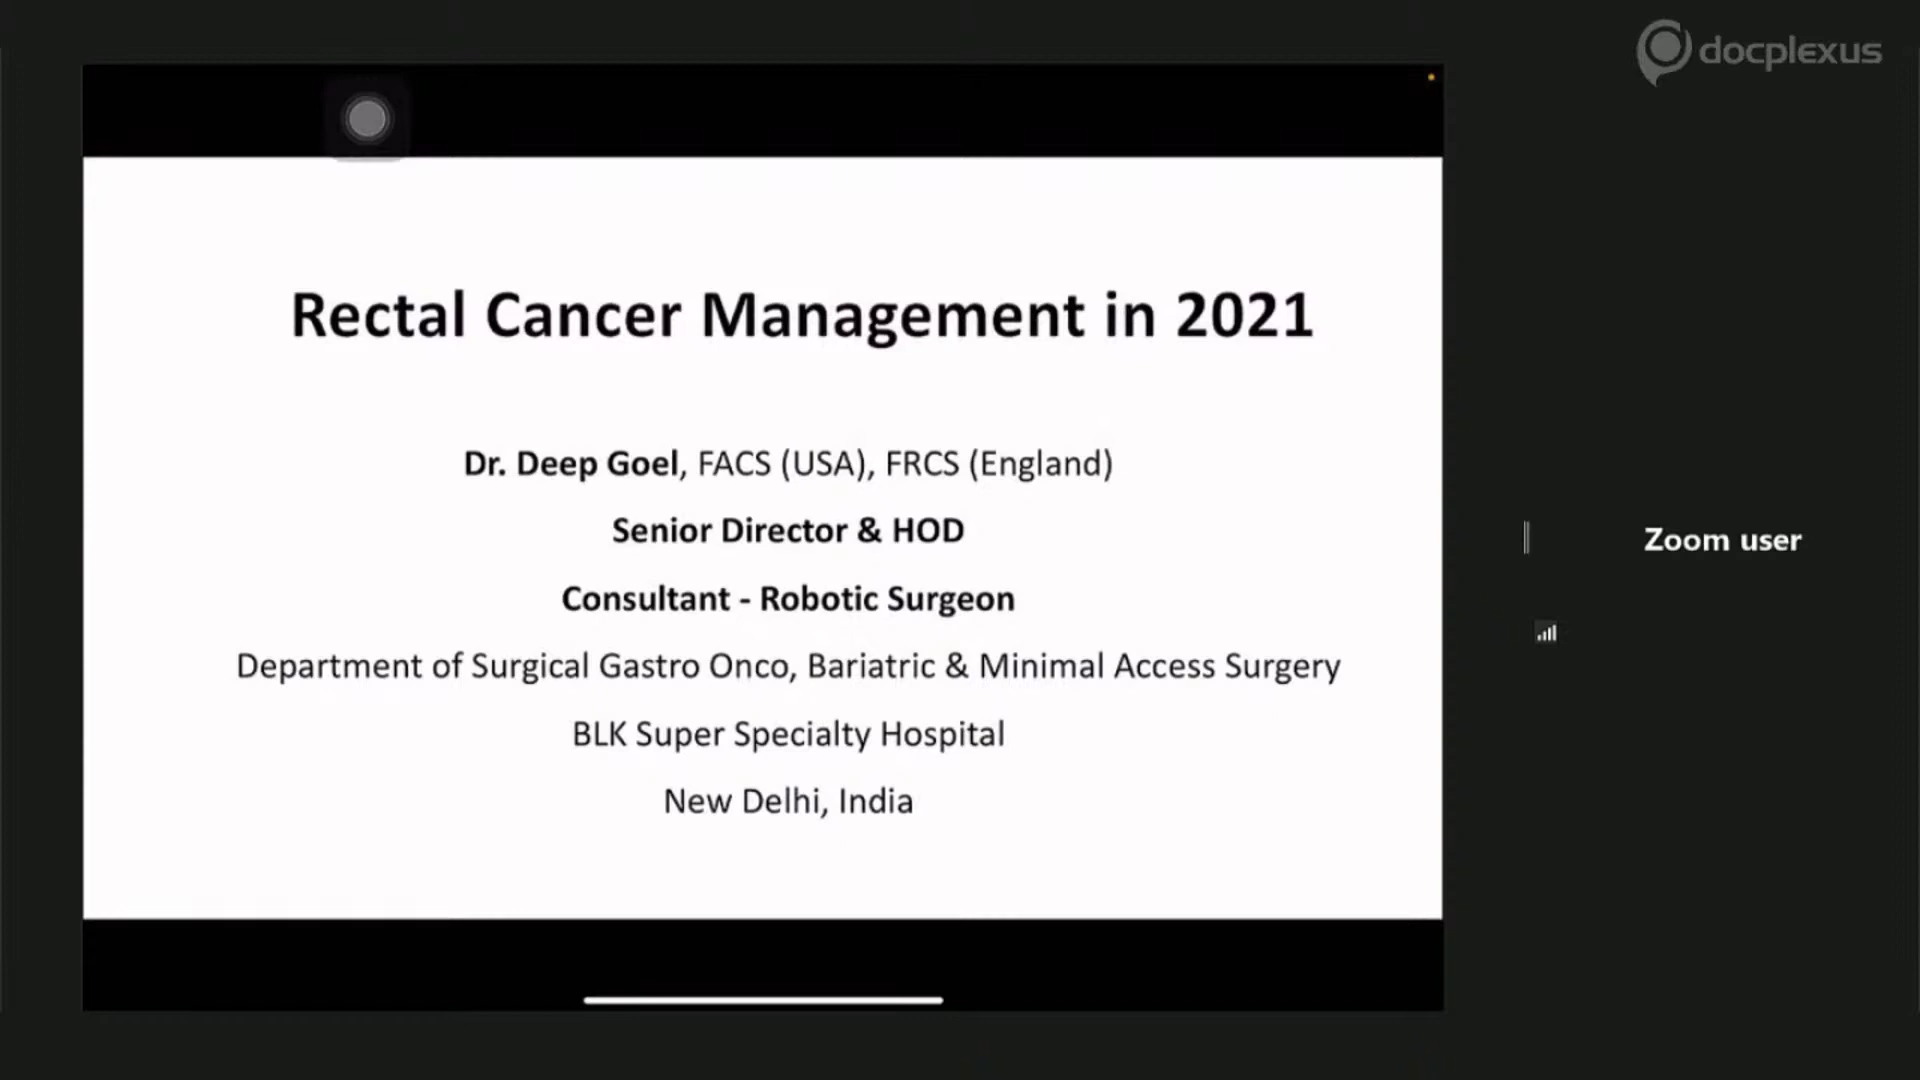 docplexus
Rectal Cancer Management in 2021
Dr. Deep Goel, FACS (USA), FRCS (England)
Senior Director & HOD
Consultant - Robotic Surgeon
Department of Surgical Gastro Onco, Bariatric & Minimal Access Surgery
BLK Super Specialty Hospital
New Delhi, India
Zoom user